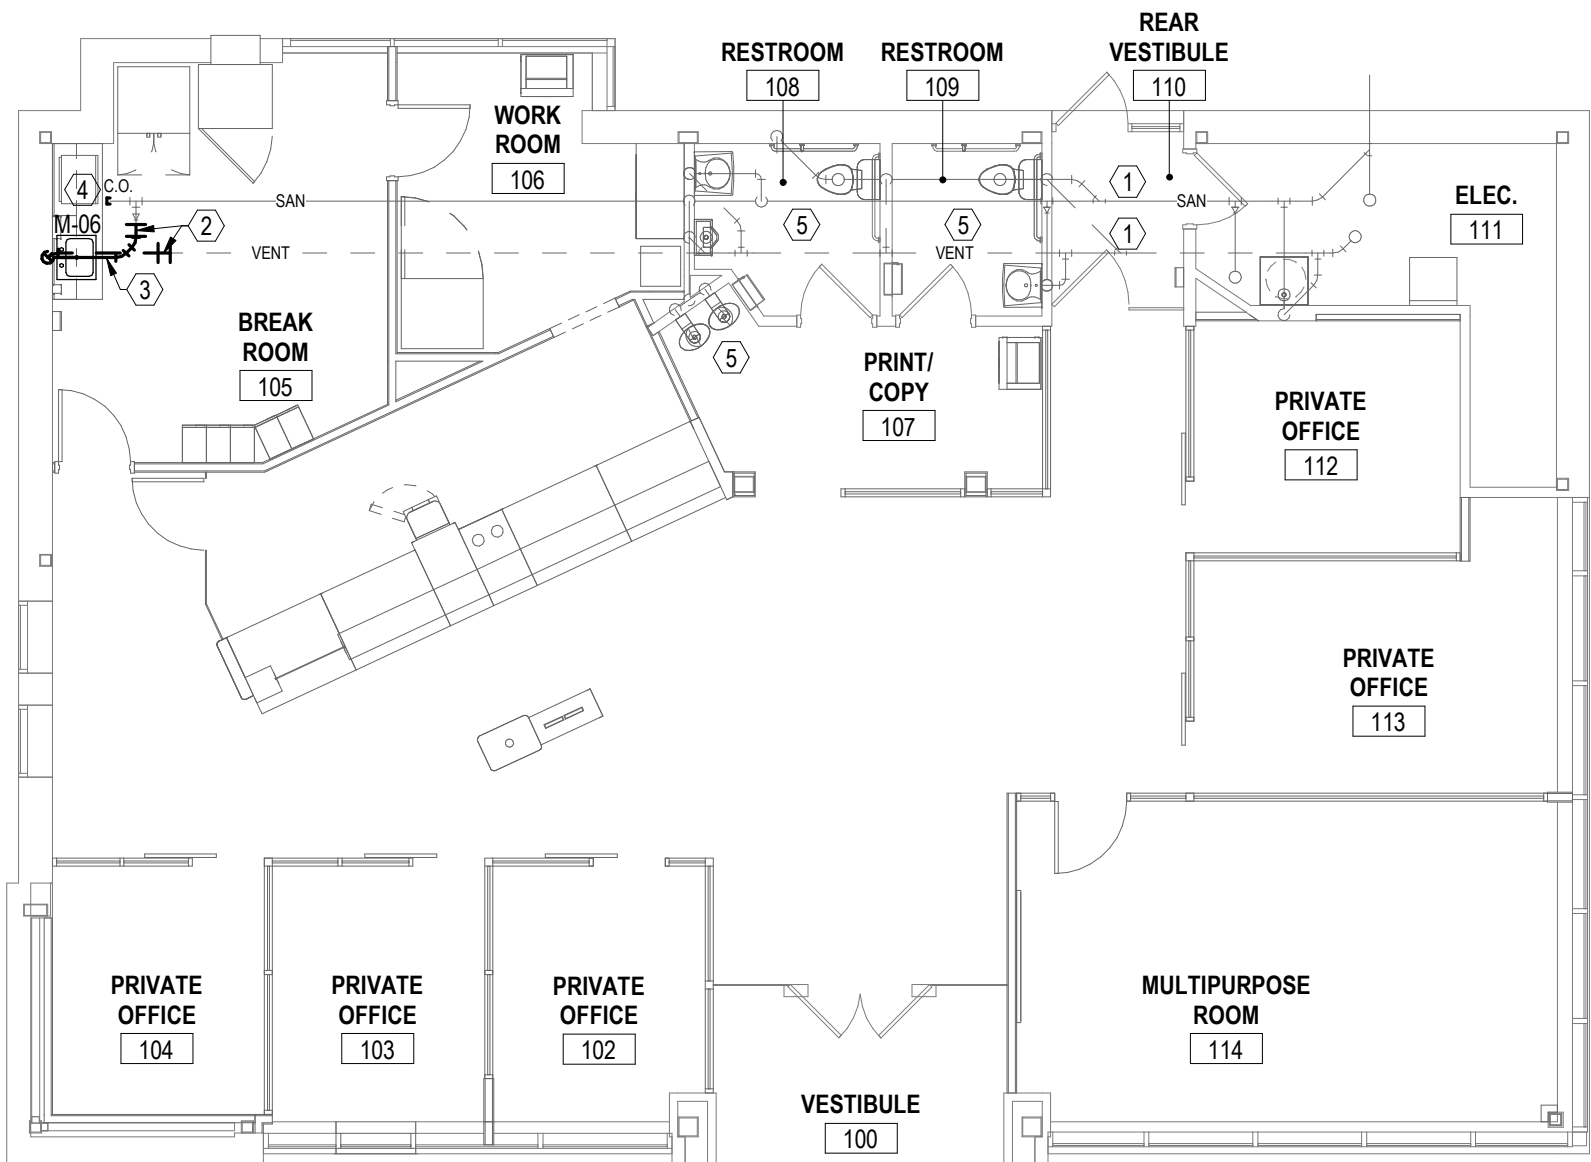 REAR
VESTIBULE
110
RESTROOM
108
RESTROOM
109
WORK
ROOM
106
4
C.O.
SAN
1
SAN
ELEC.
111
M-06
2
5
5
1
VENT
VENT
3
BREAK
ROOM
105
5
PRINT/
COPY
107
PRIVATE
OFFICE
112
PRIVATE
OFFICE
113
PRIVATE
OFFICE
104
PRIVATE
OFFICE
103
PRIVATE
OFFICE
102
MULTIPURPOSE
ROOM
114
VESTIBULE
100